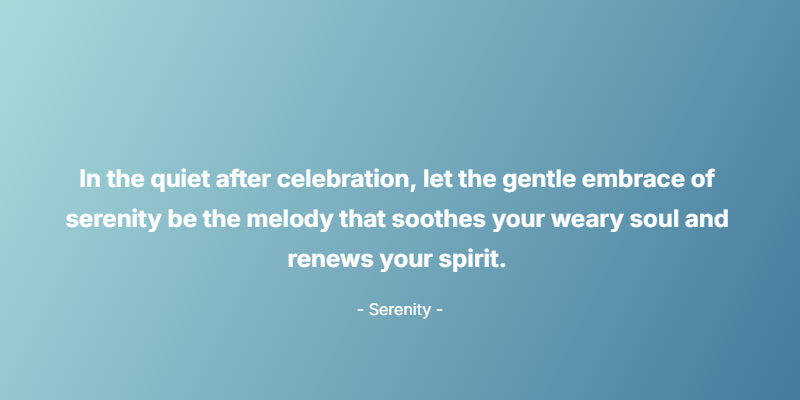 In the quiet after celebration, let the gentle embrace of
serenity be the melody that soothes your weary soul and
renews your spirit.
- Serenity -